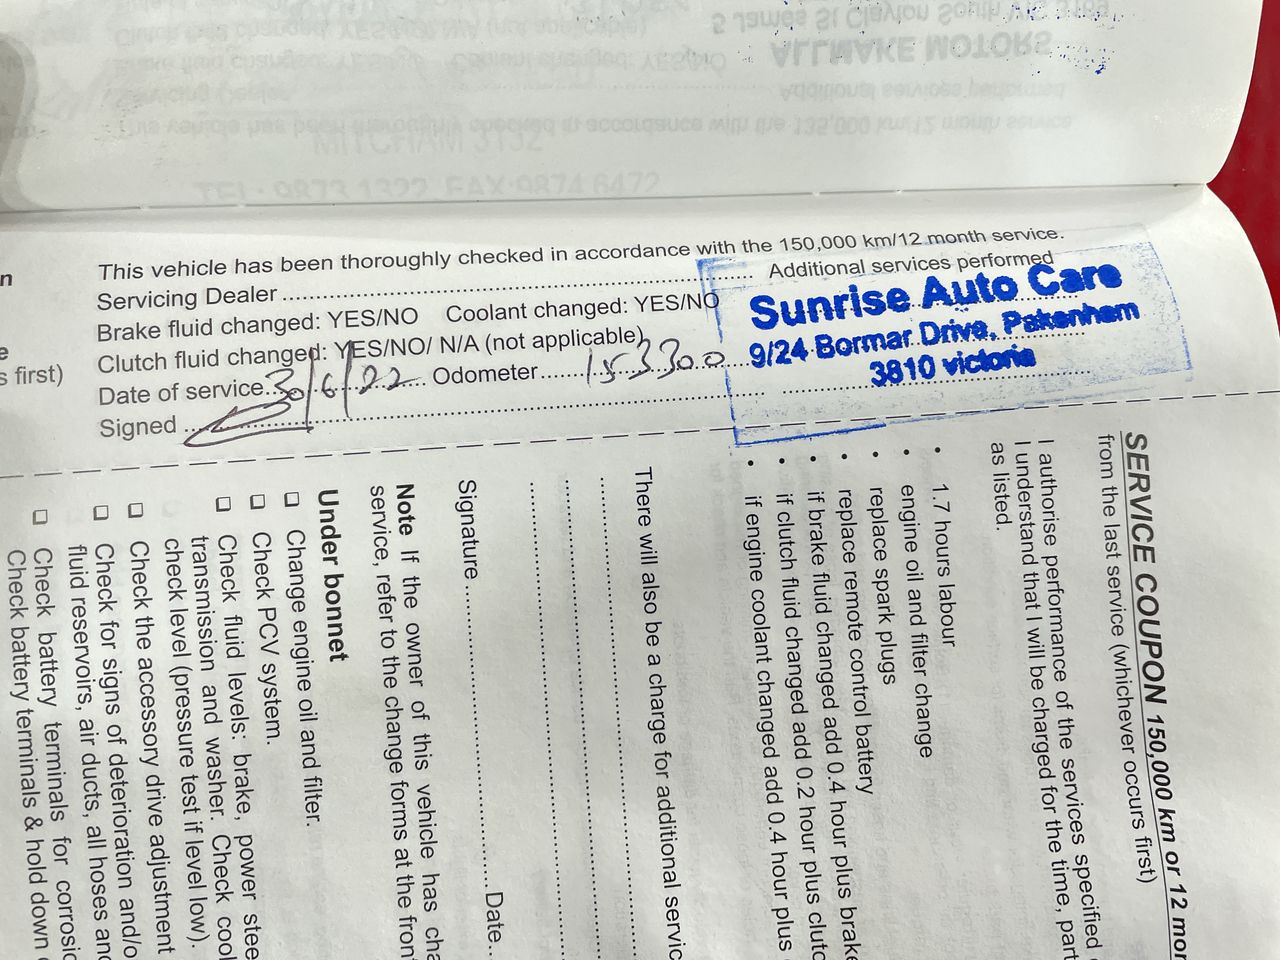 This vehicle has been thoroughly checked in accordance with the 150,000 km/12 month service.
Servicing Dealer
Additional services performed
Brake fluid changed: YES/NO Coolant changed: YES/NO
Clutch fluid changed: YES/NO/ N/A (not applicable)
Date of service 30/6/22 Odometer 153300
Signed
Sunrise Auto Care
9/24 Bormar Drive, Pakenham
3810 victoria
n
e
s first)
SERVICE COUPON 150,000 km or 12 mon
from the last service (whichever occurs first)
I authorise performance of the services specified
I understand that I will be charged for the time, part
as listed.
• 1.7 hours labour
• engine oil and filter change
• replace spark plugs
• replace remote control battery
• if brake fluid changed add 0.4 hour plus brake
• if clutch fluid changed add 0.2 hour plus clutc
• if engine coolant changed add 0.4 hour plus
There will also be a charge for additional servic
Signature Date
Note If the owner of this vehicle has cha
service, refer to the change forms at the front
Under bonnet
❑ Change engine oil and filter.
❑ Check PCV system.
❑ Check fluid levels: brake, power stee
transmission and washer. Check cool
check level (pressure test if level low).
❑ Check the accessory drive adjustment
❑ Check for signs of deterioration and/o
fluid reservoirs, air ducts, all hoses and
❑ Check battery terminals for corrosio
Check battery terminals & hold down